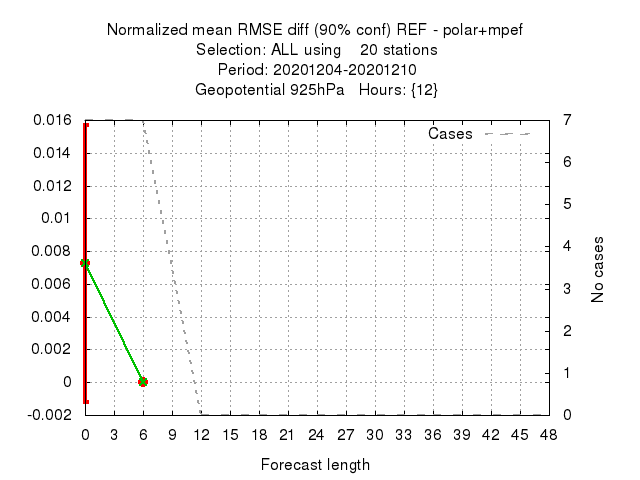 Normalized mean RMSE diff (90% conf) REF - polar+mpef
Selection: ALL using    20 stations
Period: 20201204-20201210
Geopotential 925hPa   Hours: {12}
Cases
0.016
0.014
0.012
0.01
0.008
0.006
0.004
0.002
0
-0.002
7
6
5
4
3
2
1
0
No cases
0 3 6 9 12 15 18 21 24 27 30 33 36 39 42 45 48
Forecast length